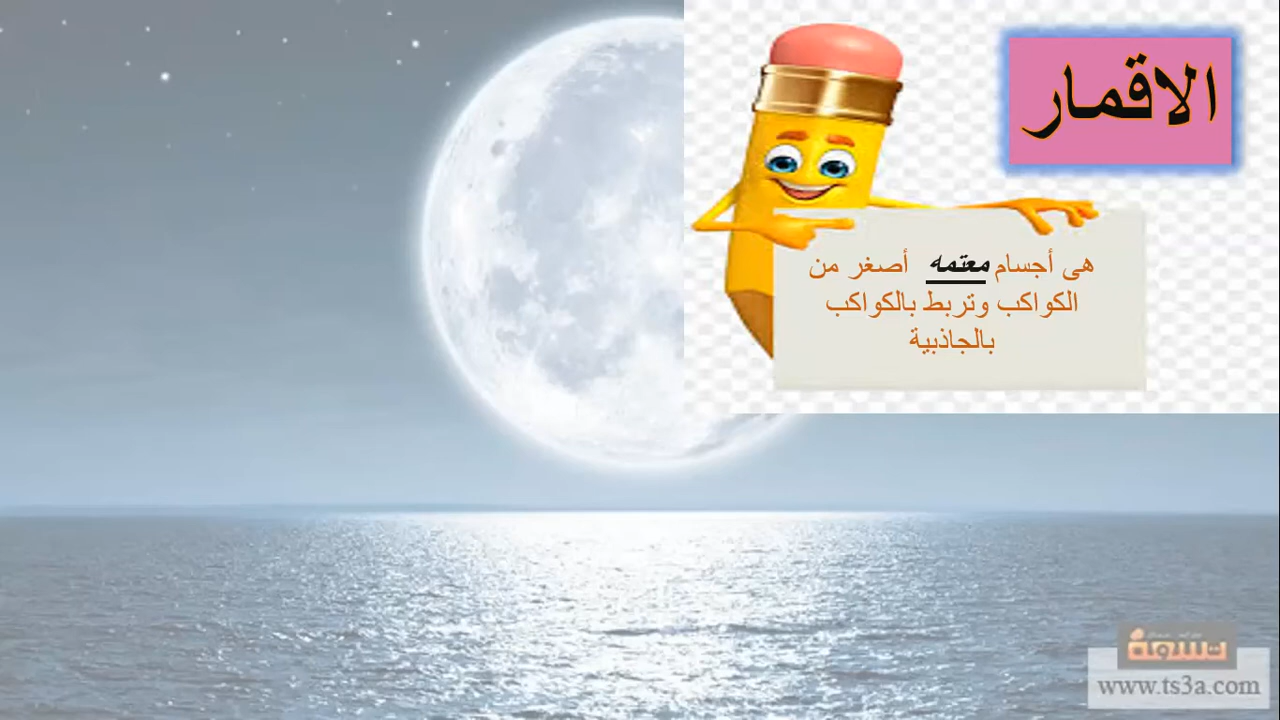 الاقمار
هى أجسام معتمه أصغر من
الكواكب وتربط بالكواكب
بالجاذبية
تسعة
www.ts3a.com